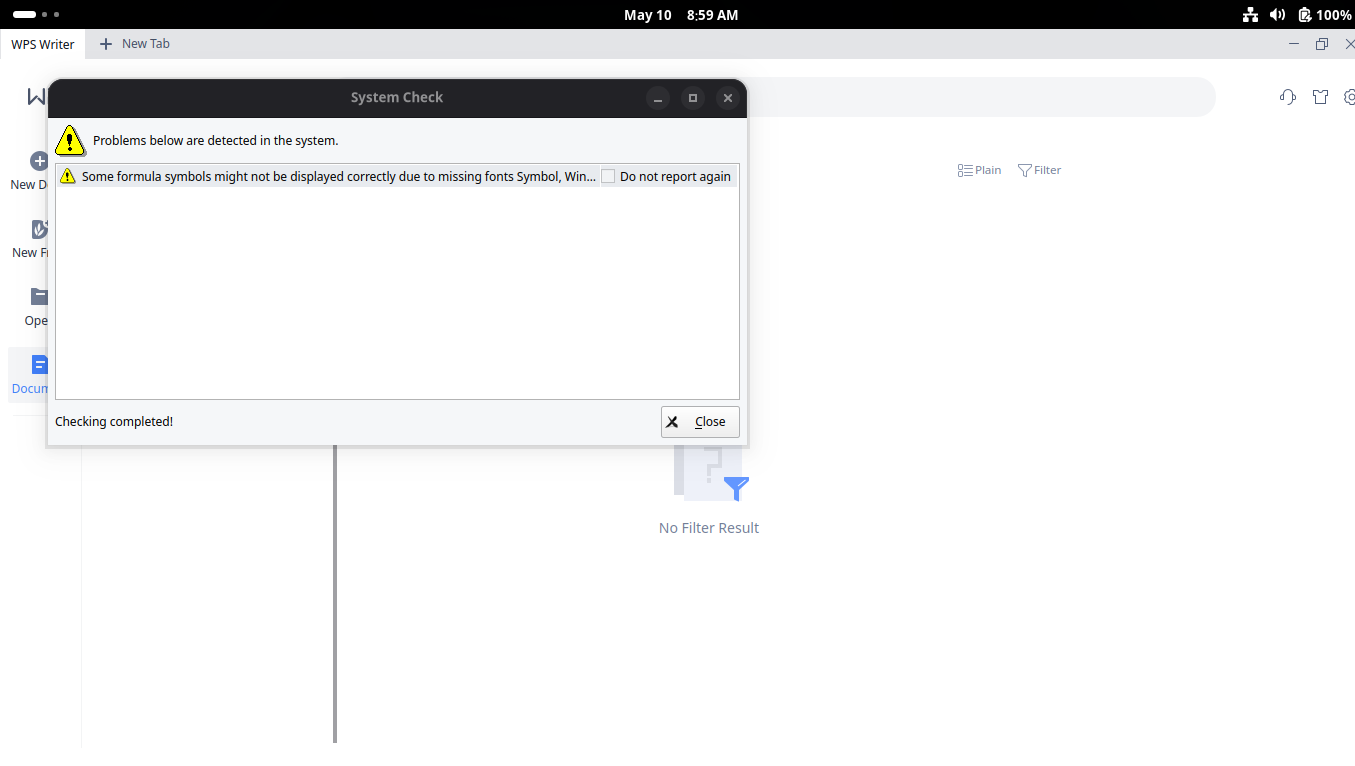 May 10 8:59 AM
100%
WPS Writer
New Tab
System Check
Problems below are detected in the system.
Some formula symbols might not be displayed correctly due to missing fonts Symbol, Win...
Do not report again
Plain
Filter
New D
New F
Ope
Docum
Checking completed!
Close
No Filter Result